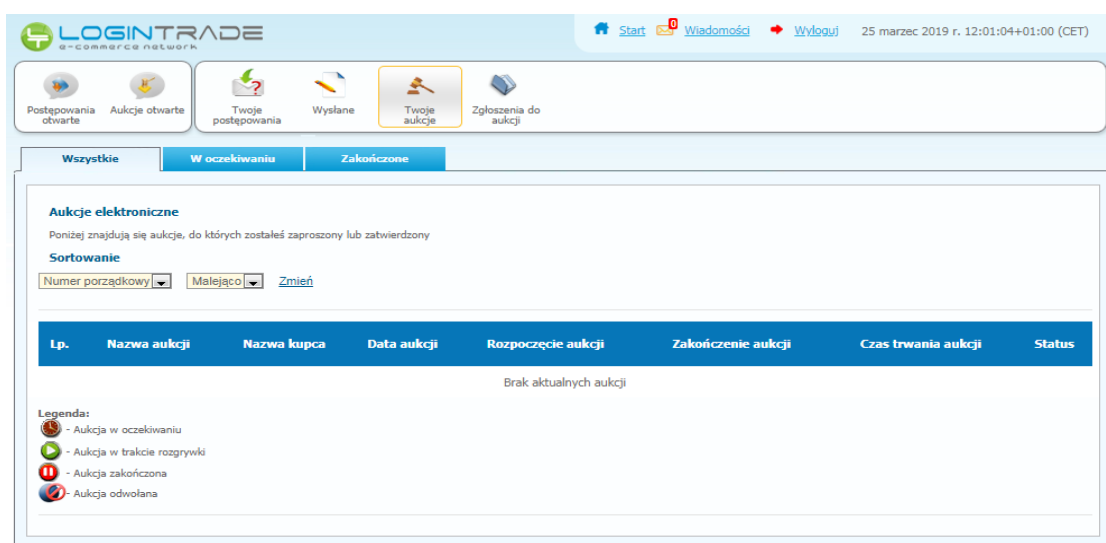 LOGINTRADE
e-commerce network
Start 0 Wiadomości Wyloguj 25 marzec 2019 r. 12:01:04+01:00 (CET)
Postępowania otwarte
Aukcje otwarte
Twoje postępowania
Wysłane
Twoje aukcje
Zgłoszenia do aukcji
Wszystkie W oczekiwaniu Zakończone
Aukcje elektroniczne
Poniżej znajdują się aukcje, do których zostałeś zaproszony lub zatwierdzony
Sortowanie
Numer porządkowy Malejąco Zmień
Lp. Nazwa aukcji Nazwa kupca Data aukcji Rozpoczęcie aukcji Zakończenie aukcji Czas trwania aukcji Status
Brak aktualnych aukcji
Legenda:
- Aukcja w oczekiwaniu
- Aukcja w trakcie rozgrywki
- Aukcja zakończona
- Aukcja odwołana